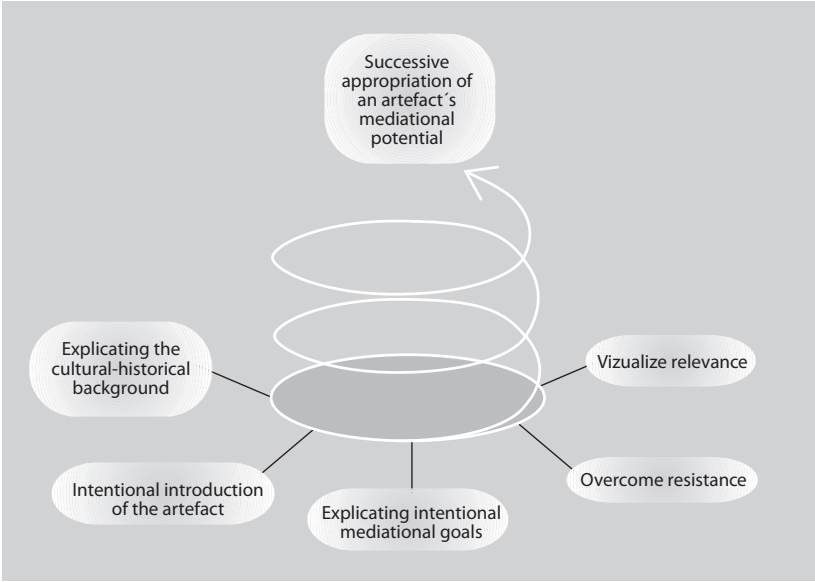 Successive
appropriation of
an artefact´s
mediational
potential
Explicating the
cultural-historical
background
Vizualize relevance
Intentional introduction
of the artefact
Explicating intentional
mediational goals
Overcome resistance